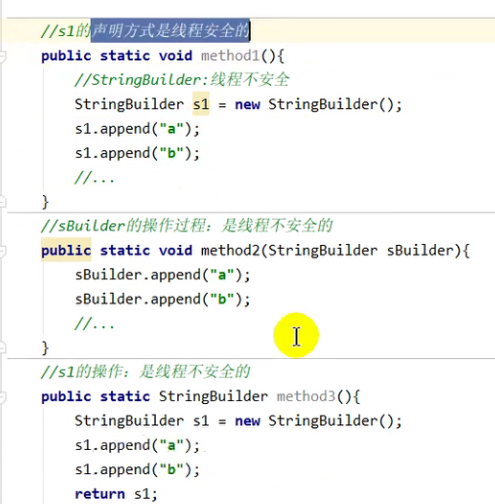 //s1的声明方式是线程安全的
public static void method1(){
//StringBuilder:线程不安全
StringBuilder s1 = new StringBuilder();
s1.append("a");
s1.append("b");
//...
}
//sBuilder的操作过程：是线程不安全的
public static void method2(StringBuilder sBuilder){
sBuilder.append("a");
sBuilder.append("b");
//...
}
//s1的操作：是线程不安全的
public static StringBuilder method3(){
StringBuilder s1 = new StringBuilder();
s1.append("a");
s1.append("b");
return s1;